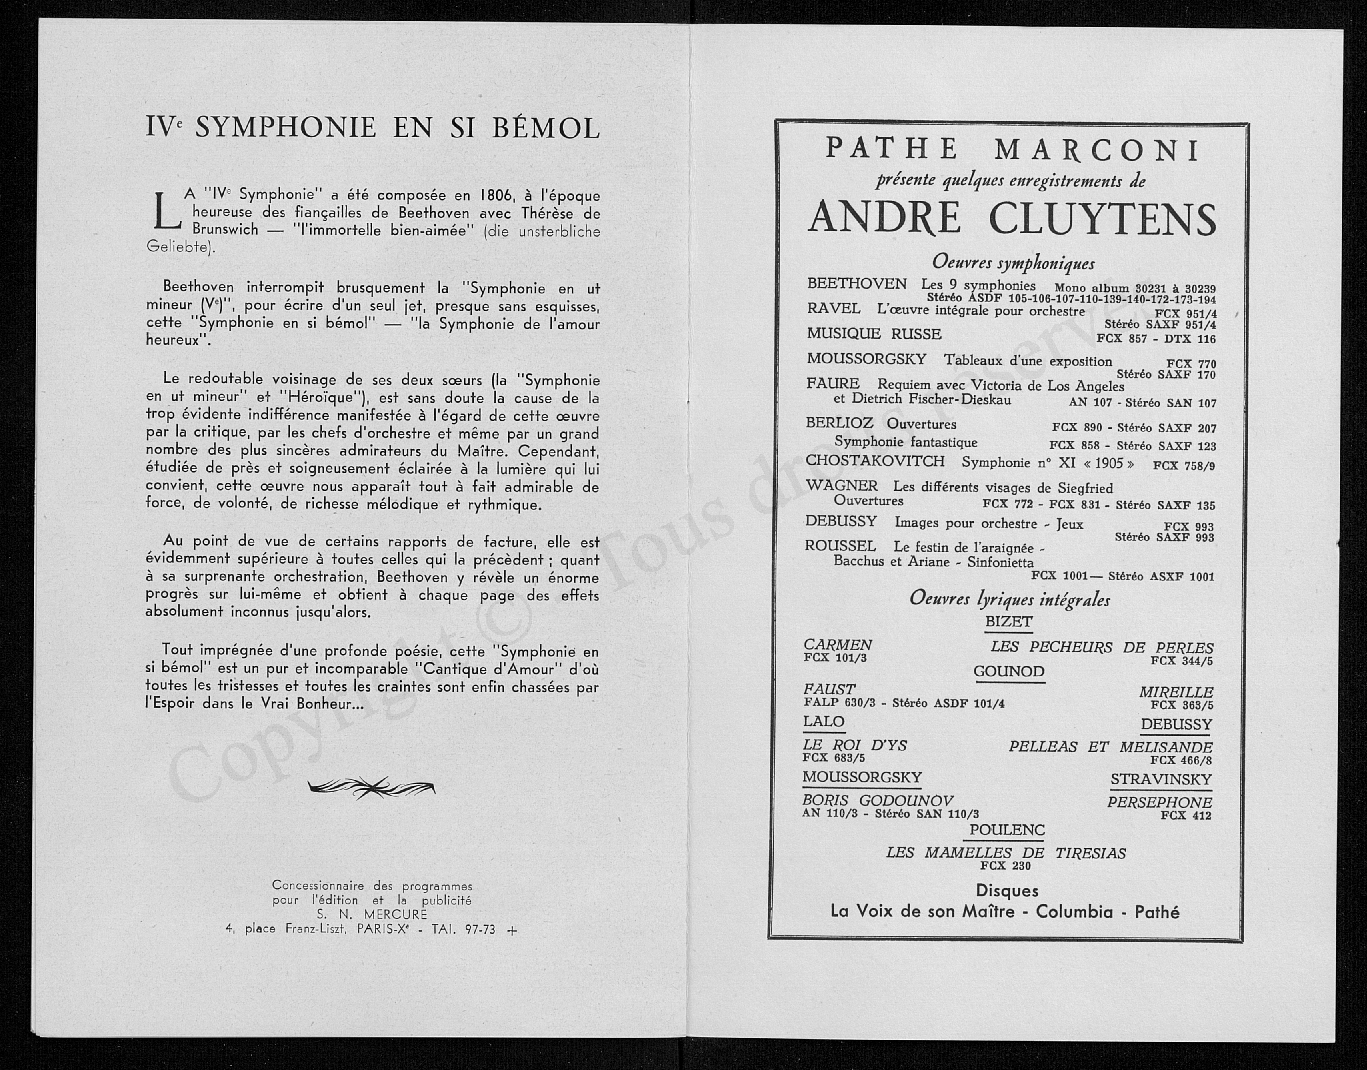 IVe SYMPHONIE EN SI BÉMOL
LA "IVe Symphonie" a été composée en 1806, à l'époque
heureuse des fiançailles de Beethoven avec Thérèse de
Brunswich — "l'immortelle bien-aimée" (die unsterbliche
Geliebte).
Beethoven interrompit brusquement la "Symphonie en ut
mineur (Ve)", pour écrire d'un seul jet, presque sans esquisses,
cette "Symphonie en si bémol" — "la Symphonie de l'amour
heureux".
Le redoutable voisinage de ses deux sœurs (la "Symphonie
en ut mineur" et "Héroïque"), est sans doute la cause de la
trop évidente indifférence manifestée à l'égard de cette œuvre
par la critique, par les chefs d'orchestre et même par un grand
nombre des plus sincères admirateurs du Maître. Cependant,
étudiée de près et soigneusement éclairée à la lumière qui lui
convient, cette œuvre nous apparaît tout à fait admirable de
force, de volonté, de richesse mélodique et rythmique.
Au point de vue de certains rapports de facture, elle est
évidemment supérieure à toutes celles qui la précèdent ; quant
à sa surprenante orchestration, Beethoven y révèle un énorme
progrès sur lui-même et obtient à chaque page des effets
absolument inconnus jusqu'alors.
Tout imprégnée d'une profonde poésie, cette "Symphonie en
si bémol" est un pur et incomparable "Cantique d'Amour" d'où
toutes les tristesses et toutes les craintes sont enfin chassées par
l'Espoir dans le Vrai Bonheur...
Concessionnaire des programmes
pour l'édition et la publicité
S. N. MERCURE
4, place Franz-Liszt, PARIS-Xe - TAI. 97-73 +
PATHE MARCONI
présente quelques enregistrements de
ANDRE CLUYTENS
Oeuvres symphoniques
BEETHOVEN Les 9 symphonies Mono album 30231 à 30239
Stéréo ASDF 105-106-107-110-139-140-172-173-194
RAVEL L'œuvre intégrale pour orchestre FCX 951/4
Stéréo SAXF 951/4
MUSIQUE RUSSE FCX 857 - DTX 116
MOUSSORGSKY Tableaux d'une exposition FCX 770
Stéréo SAXF 170
FAURE Requiem avec Victoria de Los Angeles
et Dietrich Fischer-Dieskau AN 107 - Stéréo SAN 107
BERLIOZ Ouvertures FCX 890 - Stéréo SAXF 207
Symphonie fantastique FCX 858 - Stéréo SAXF 123
CHOSTAKOVITCH Symphonie n° XI « 1905 » FCX 758/9
WAGNER Les différents visages de Siegfried
Ouvertures FCX 772 - FCX 831 - Stéréo SAXF 135
DEBUSSY Images pour orchestre - Jeux FCX 993
Stéréo SAXF 993
ROUSSEL Le festin de l'araignée -
Bacchus et Ariane - Sinfonietta
FCX 1001 — Stéréo ASXF 1001
Oeuvres lyriques intégrales
BIZET
CARMEN LES PECHEURS DE PERLES
FCX 101/3 FCX 344/5
GOUNOD
FAUST MIREILLE
FALP 630/3 - Stéréo ASDF 101/4 FCX 363/5
LALO DEBUSSY
LE ROI D'YS PELLEAS ET MELISANDE
FCX 683/5 FCX 466/8
MOUSSORGSKY STRAVINSKY
BORIS GODOUNOV PERSEPHONE
AN 110/3 - Stéréo SAN 110/3 FCX 412
POULENC
LES MAMELLES DE TIRESIAS
FCX 230
Disques
La Voix de son Maître - Columbia - Pathé
Copyright © - Tous droits réservés